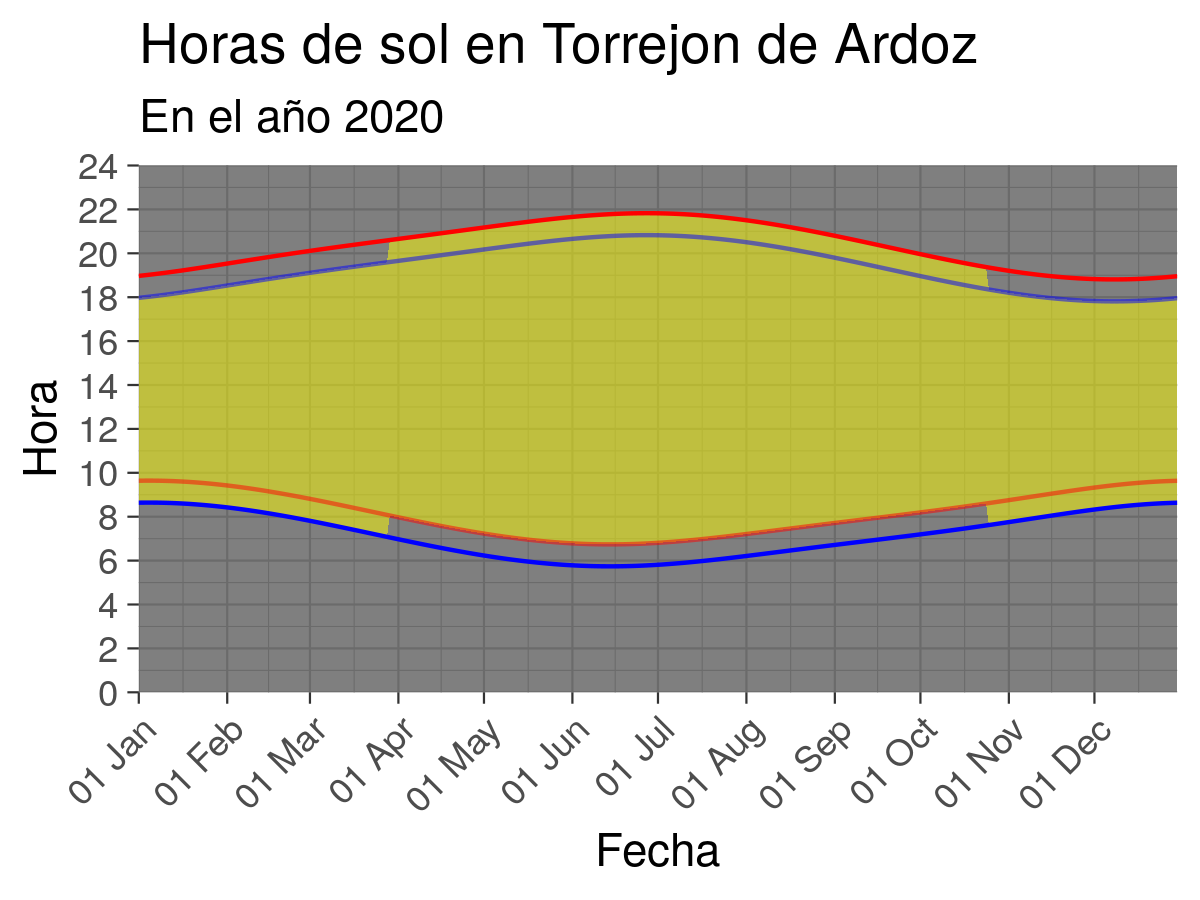 Horas de sol en Torrejon de Ardoz
En el año 2020
24
22
20
18
16
14
12
10
8
6
4
2
0
Hora
01 Jan
01 Feb
01 Mar
01 Apr
01 May
01 Jun
01 Jul
01 Aug
01 Sep
01 Oct
01 Nov
01 Dec
Fecha